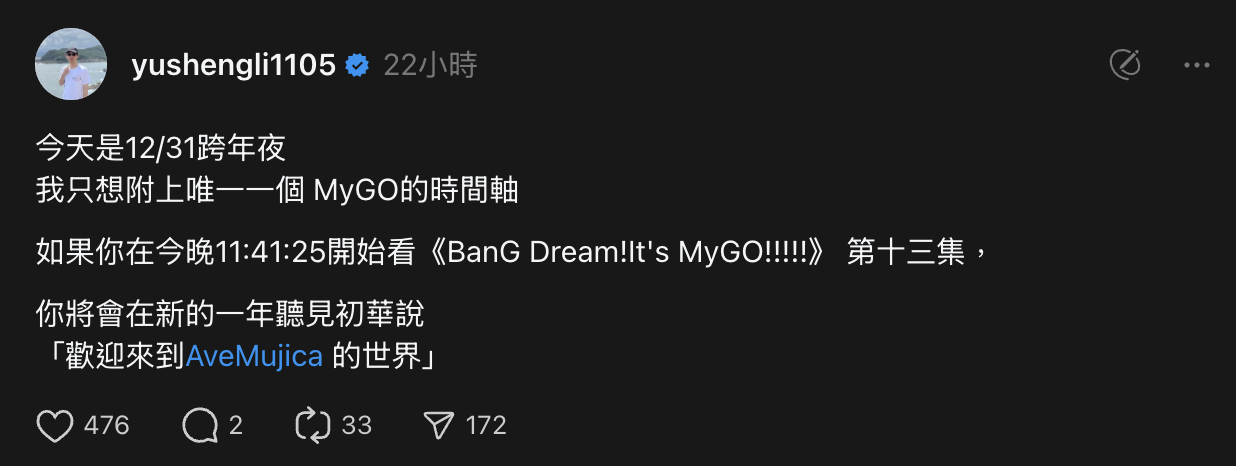 yushengli1105 22小時
今天是12/31跨年夜
我只想附上唯一一個 MyGO的時間軸
如果你在今晚11:41:25開始看《BanG Dream!It's MyGO!!!!!》 第十三集，
你將會在新的一年聽見初華說
「歡迎來到AveMujica 的世界」
476 2 33 172